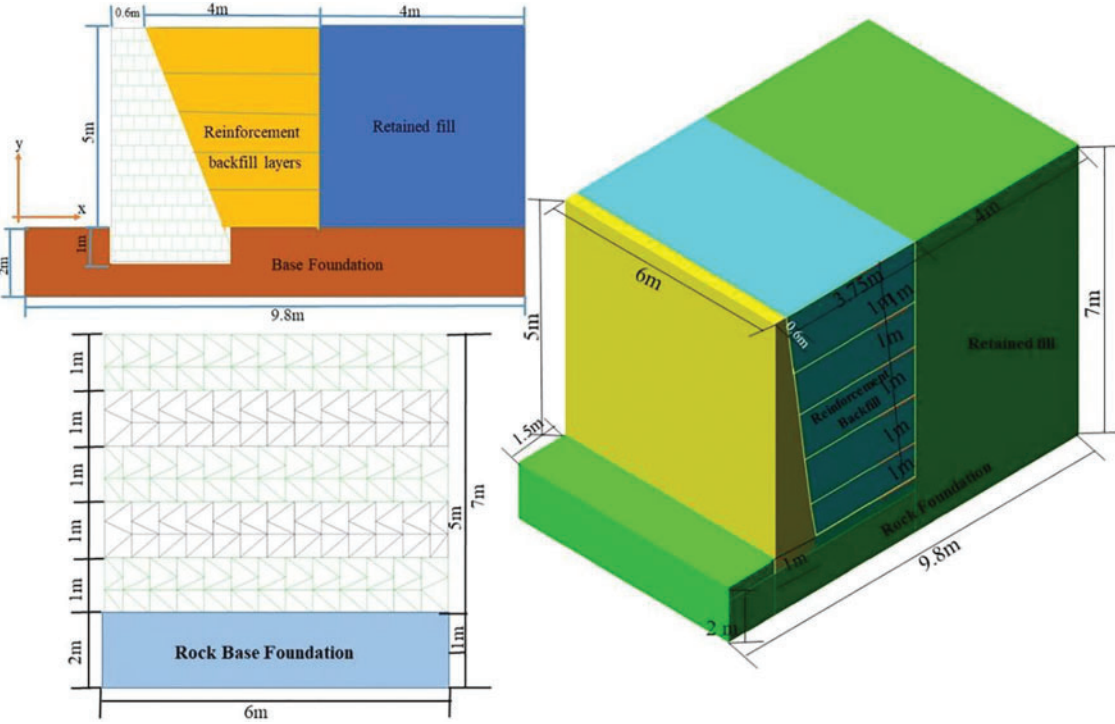 0.6m
4m
4m
5m
Reinforcement
backfill layers
Retained fill
y
x
1m
2m
Base Foundation
9.8m
1m
1m
1m
1m
1m
5m
7m
2m
1m
Rock Base Foundation
6m
4m
3.75m
6m
5m
0.6m
1m
1m
1m
1m
1m
1m
Reinforcement
Backfill
Retained fill
7m
1.5m
Rock Foundation
1m
2 m
9.8m